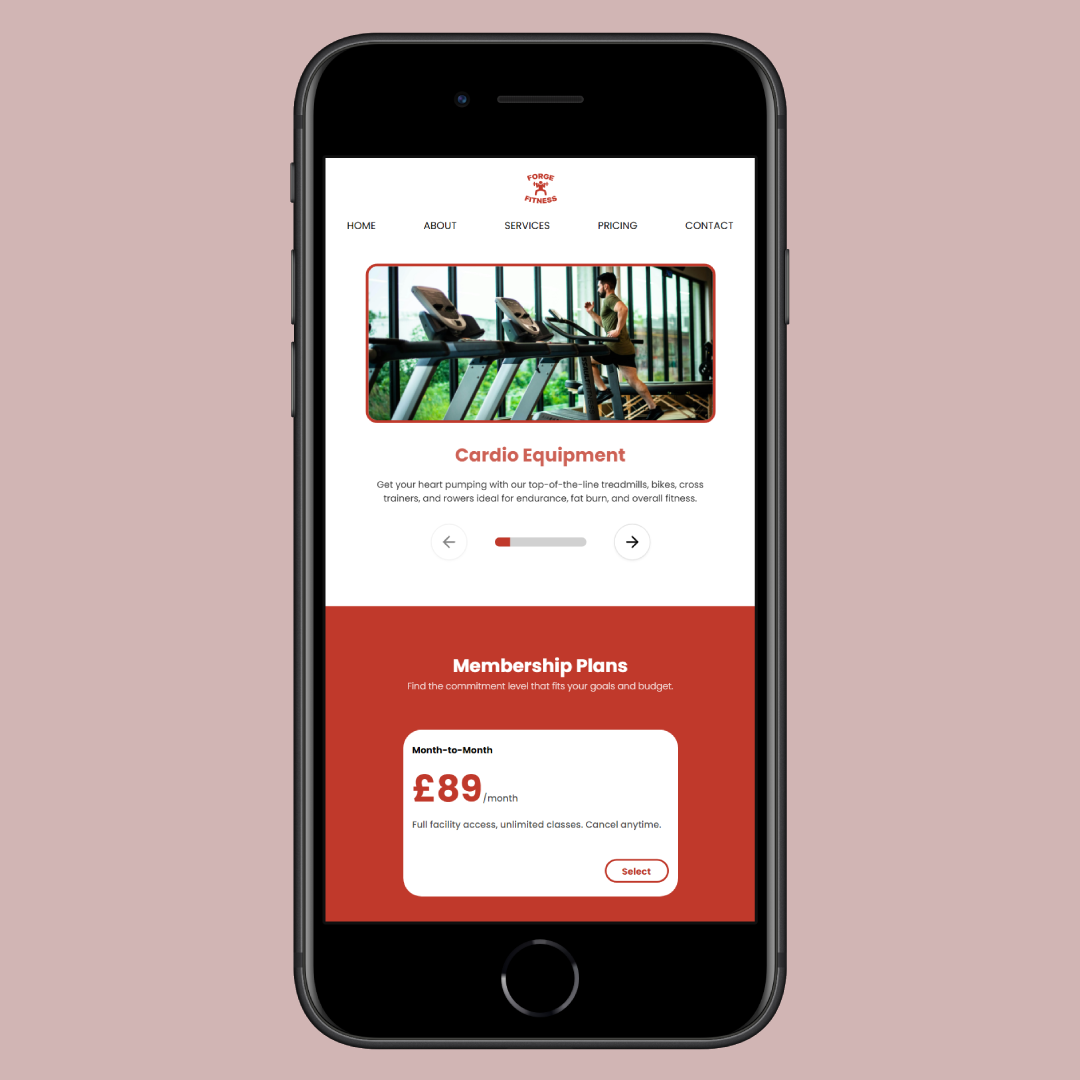 FORGE
FITNESS
HOME ABOUT SERVICES PRICING CONTACT
Cardio Equipment
Get your heart pumping with our top-of-the-line treadmills, bikes, cross
trainers, and rowers ideal for endurance, fat burn, and overall fitness.
Membership Plans
Find the commitment level that fits your goals and budget.
Month-to-Month
£89/month
Full facility access, unlimited classes. Cancel anytime.
Select